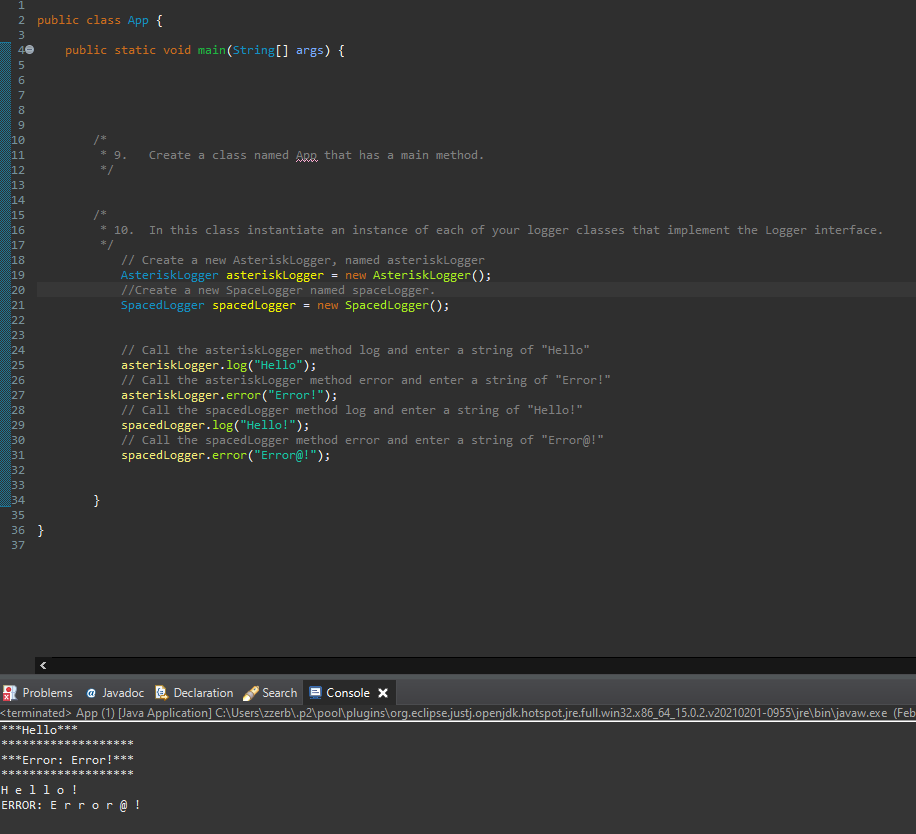 1
2 public class App {
3
4 public static void main(String[] args) {
5
6
7
8
9
10 /*
11 * 9. Create a class named App that has a main method.
12 */
13
14
15 /*
16 * 10. In this class instantiate an instance of each of your logger classes that implement the Logger interface.
17 */
18 // Create a new AsteriskLogger, named asteriskLogger
19 AsteriskLogger asteriskLogger = new AsteriskLogger();
20 //Create a new SpaceLogger named spaceLogger.
21 SpacedLogger spacedLogger = new SpacedLogger();
22
23
24 // Call the asteriskLogger method log and enter a string of "Hello"
25 asteriskLogger.log("Hello");
26 // Call the asteriskLogger method error and enter a string of "Error!"
27 asteriskLogger.error("Error!");
28 // Call the spacedLogger method log and enter a string of "Hello!"
29 spacedLogger.log("Hello!");
30 // Call the spacedLogger method error and enter a string of "Error@!"
31 spacedLogger.error("Error@!");
32
33
34 }
35
36 }
37
Problems @ Javadoc Declaration Search Console
<terminated> App (1) [Java Application] C:\Users\zzerb\.p2\pool\plugins\org.eclipse.justj.openjdk.hotspot.jre.full.win32.x86_64_15.0.2.v20210201-0955\jre\bin\javaw.exe (Feb
***Hello***
*******************
***Error: Error!***
*******************
H e l l o !
ERROR: E r r o r @ !